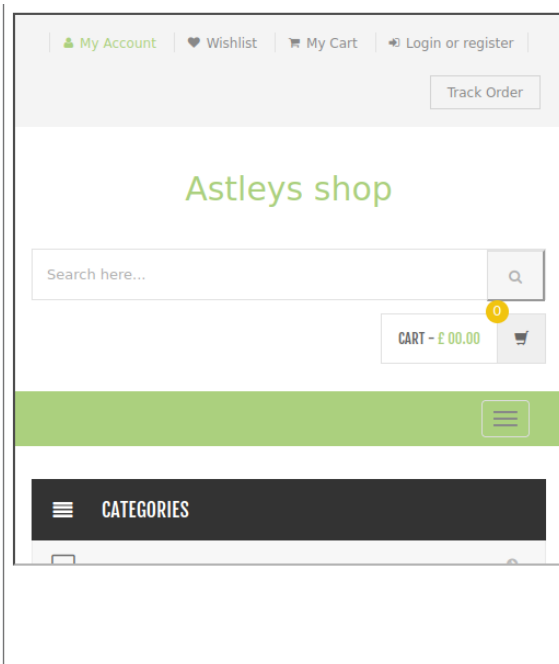 My Account Wishlist My Cart Login or register
Track Order
Astleys shop
Search here...
0
CART - £ 00.00
CATEGORIES